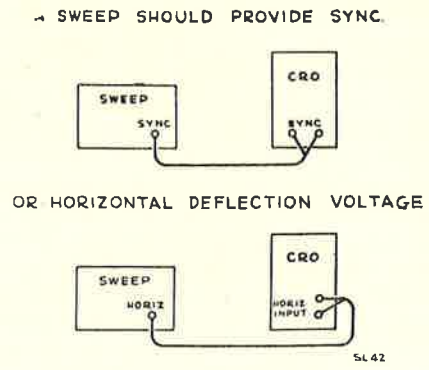 SWEEP SHOULD PROVIDE SYNC.
CRO
SWEEP
SYNC
SYNC
OR HORIZONTAL DEFLECTION VOLTAGE
CRO
SWEEP
HORIZ
HORIZ
INPUT
SL42